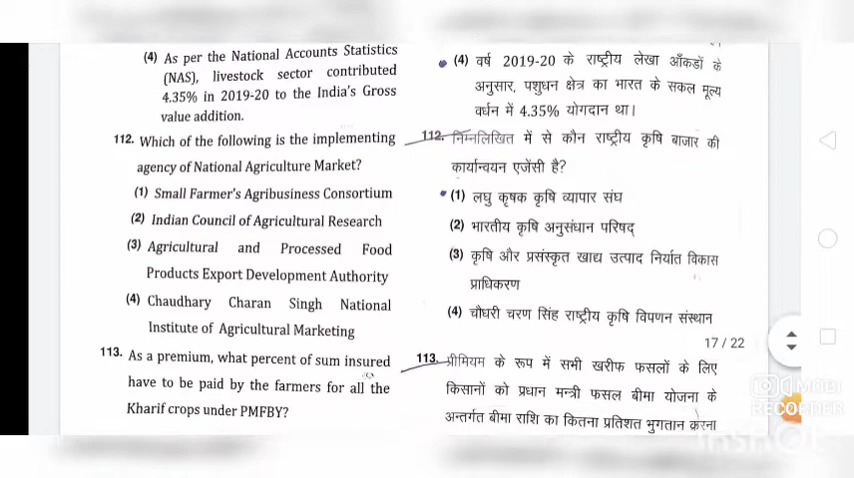 (4) As per the National Accounts Statistics
(NAS), livestock sector contributed
4.35% in 2019-20 to the India's Gross
value addition.
112. Which of the following is the implementing
agency of National Agriculture Market?
(1) Small Farmer's Agribusiness Consortium
(2) Indian Council of Agricultural Research
(3) Agricultural and Processed Food
Products Export Development Authority
(4) Chaudhary Charan Singh National
Institute of Agricultural Marketing
113. As a premium, what percent of sum insured
have to be paid by the farmers for all the
Kharif crops under PMFBY?
(4) वर्ष 2019-20 के राष्ट्रीय लेखा आँकडों के
अनुसार, पशुधन क्षेत्र का भारत के सकल मूल्य
वर्धन में 4.35% योगदान था।
112. निम्नलिखित में से कौन राष्ट्रीय कृषि बाजार की
कार्यान्वयन एजेंसी है?
(1) लघु कृषक कृषि व्यापार संघ
(2) भारतीय कृषि अनुसंधान परिषद्
(3) कृषि और प्रसंस्कृत खाद्य उत्पाद निर्यात विकास
प्राधिकरण
(4) चौधरी चरण सिंह राष्ट्रीय कृषि विपणन संस्थान
17 / 22
113. प्रीमियम के रूप में सभी खरीफ फसलों के लिए
किसानों को प्रधान मन्त्री फसल बीमा योजना के
अन्तर्गत बीमा राशि का कितना प्रतिशत भुगतान करना
MOBI
RECORDER
InShot